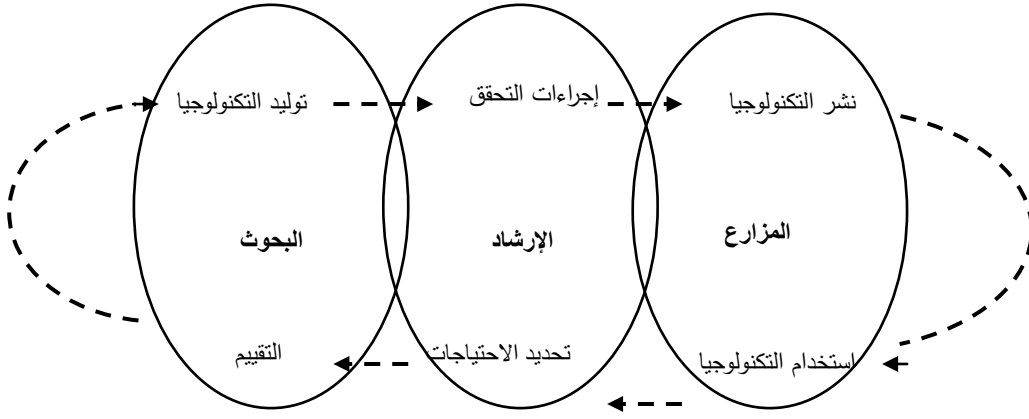 توليد التكنولوجيا
إجراءات التحقق
نشر التكنولوجيا
البحوث
الإرشاد
المزارع
التقييم
تحديد الاحتياجات
استخدام التكنولوجيا